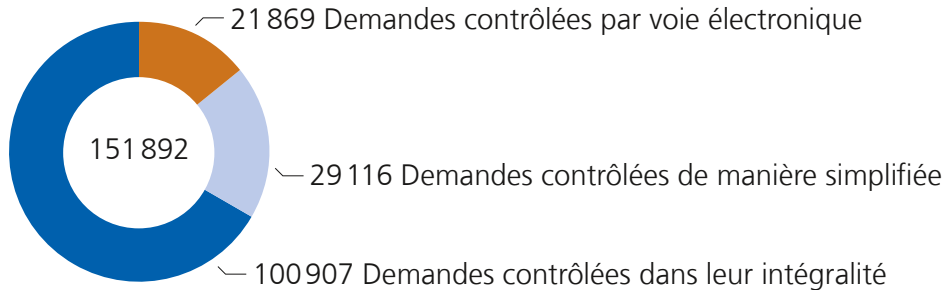 21 869 Demandes contrôlées par voie électronique
151 892
29 116 Demandes contrôlées de manière simplifiée
100 907 Demandes contrôlées dans leur intégralité